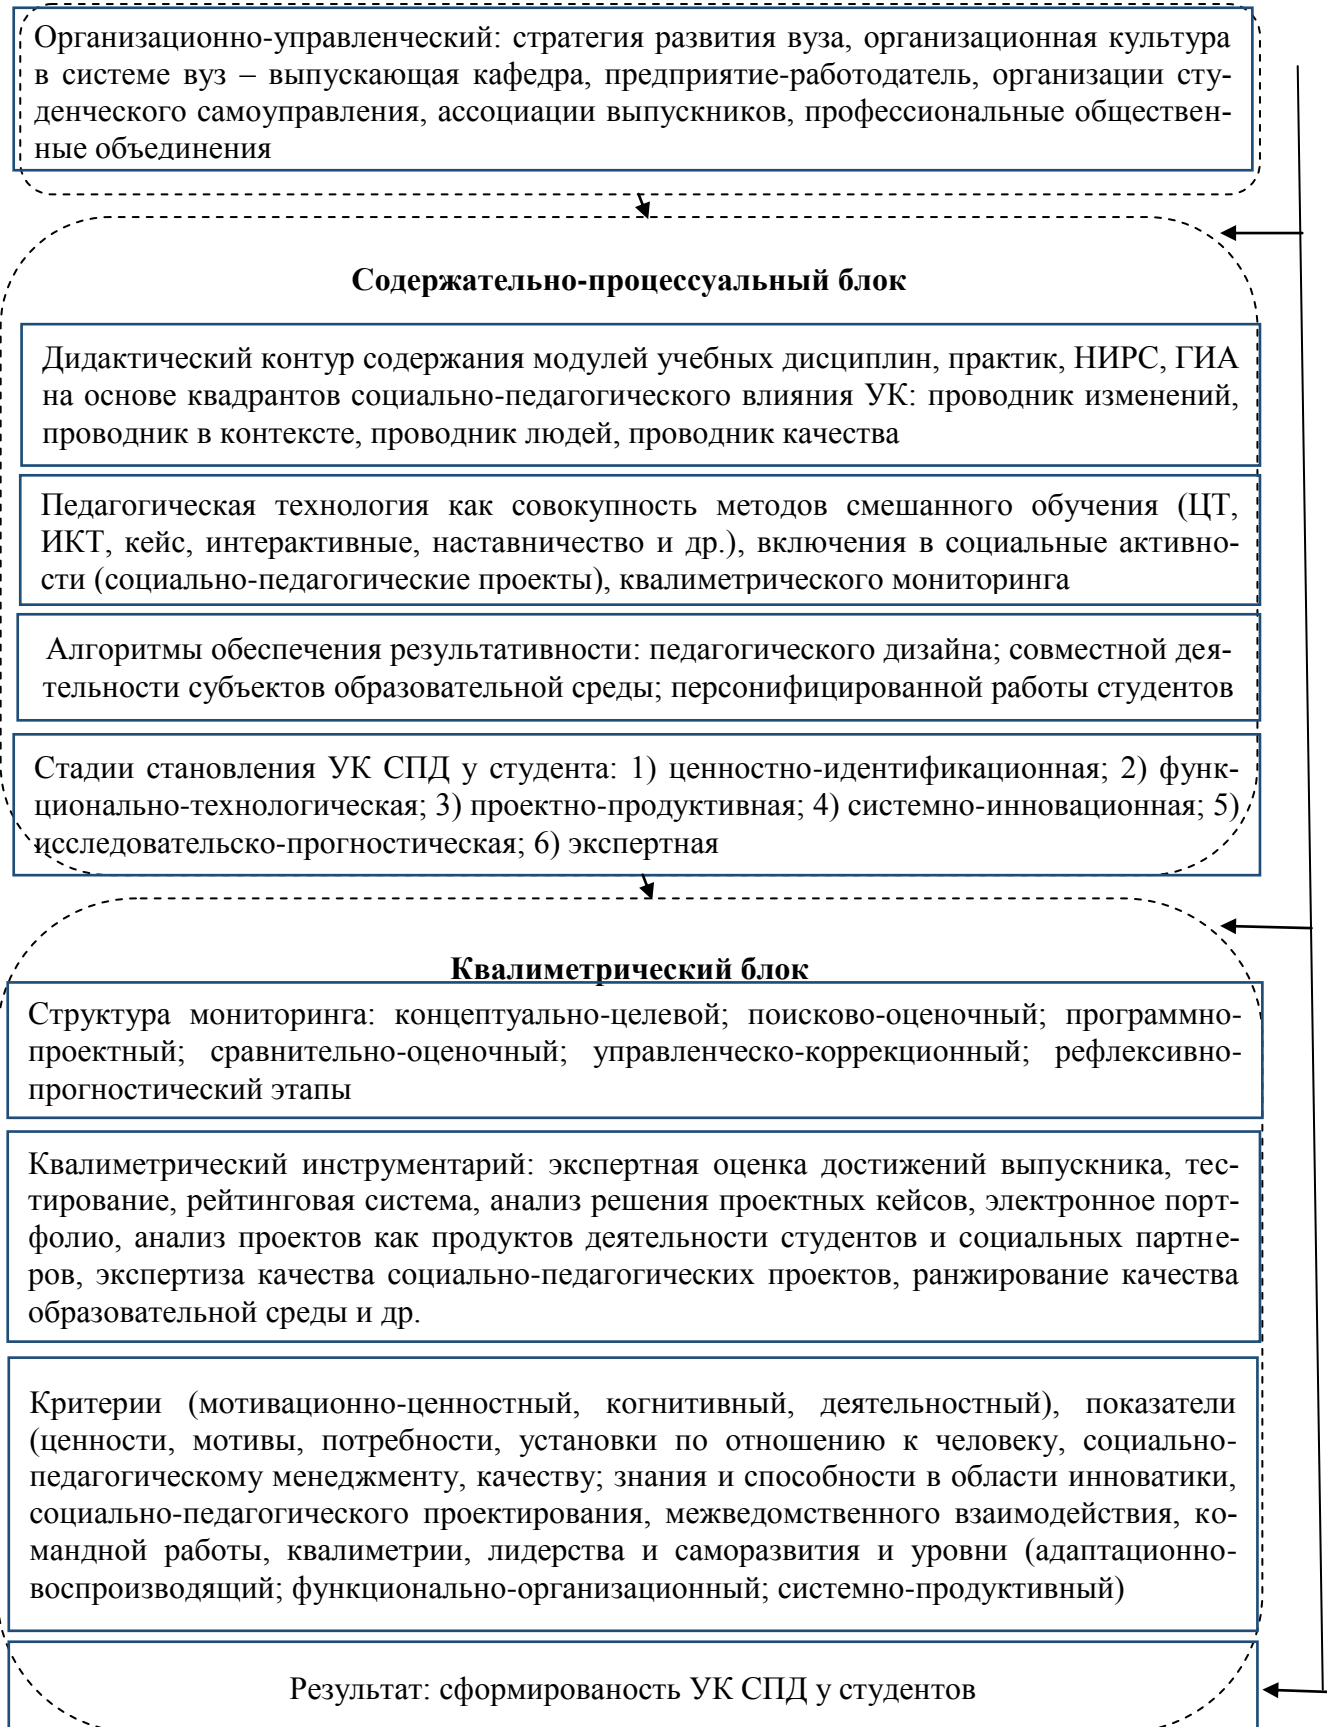 Организационно-управленческий: стратегия развития вуза, организационная культура
в системе вуз – выпускающая кафедра, предприятие-работодатель, организации сту-
денческого самоуправления, ассоциации выпускников, профессиональные обществен-
ные объединения
Содержательно-процессуальный блок
Дидактический контур содержания модулей учебных дисциплин, практик, НИРС, ГИА
на основе квадрантов социально-педагогического влияния УК: проводник изменений,
проводник в контексте, проводник людей, проводник качества
Педагогическая технология как совокупность методов смешанного обучения (ЦТ,
ИКТ, кейс, интерактивные, наставничество и др.), включения в социальные активно-
сти (социально-педагогические проекты), квалиметрического мониторинга
Алгоритмы обеспечения результативности: педагогического дизайна; совместной дея-
тельности субъектов образовательной среды; персонифицированной работы студентов
Стадии становления УК СПД у студента: 1) ценностно-идентификационная; 2) функ-
ционально-технологическая; 3) проектно-продуктивная; 4) системно-инновационная; 5)
исследовательско-прогностическая; 6) экспертная
Квалиметрический блок
Структура мониторинга: концептуально-целевой; поисково-оценочный; программно-
проектный; сравнительно-оценочный; управленческо-коррекционный; рефлексивно-
прогностический этапы
Квалиметрический инструментарий: экспертная оценка достижений выпускника, тес-
тирование, рейтинговая система, анализ решения проектных кейсов, электронное порт-
фолио, анализ проектов как продуктов деятельности студентов и социальных партне-
ров, экспертиза качества социально-педагогических проектов, ранжирование качества
образовательной среды и др.
Критерии (мотивационно-ценностный, когнитивный, деятельностный), показатели
(ценности, мотивы, потребности, установки по отношению к человеку, социально-
педагогическому менеджменту, качеству; знания и способности в области инноватики,
социально-педагогического проектирования, межведомственного взаимодействия, ко-
мандной работы, квалиметрии, лидерства и саморазвития и уровни (адаптационно-
воспроизводящий; функционально-организационный; системно-продуктивный)
Результат: сформированость УК СПД у студентов